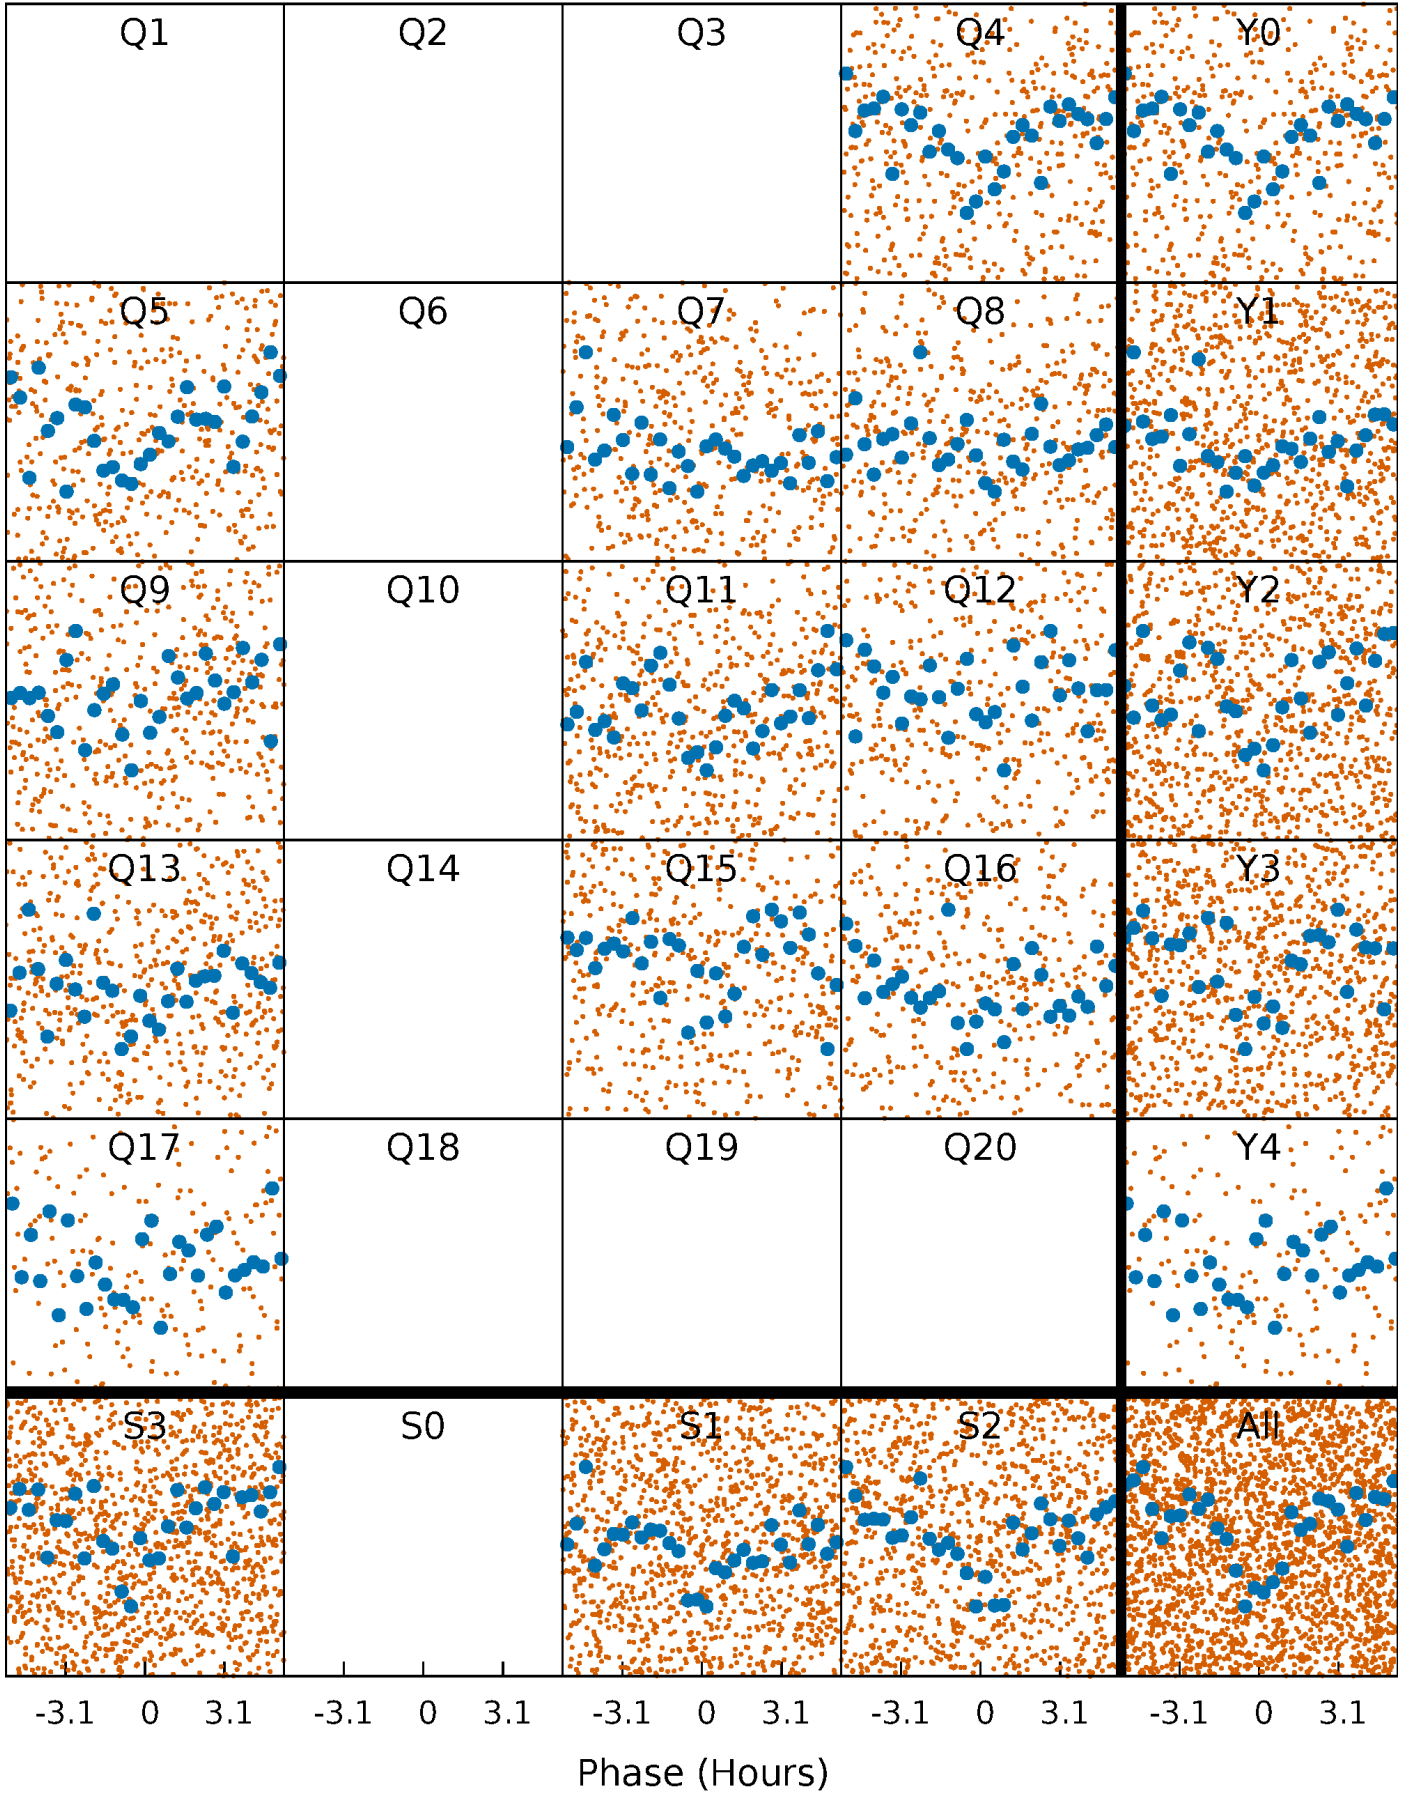 Q1 Q2 Q3 Q4 Y0
Q5 Q6 Q7 Q8 Y1
Q9 Q10 Q11 Q12 Y2
Q13 Q14 Q15 Q16 Y3
Q17 Q18 Q19 Q20 Y4
S3 S0 S1 S2 All
-3.1 0 3.1 -3.1 0 3.1 -3.1 0 3.1 -3.1 0 3.1 -3.1 0 3.1
Phase (Hours)